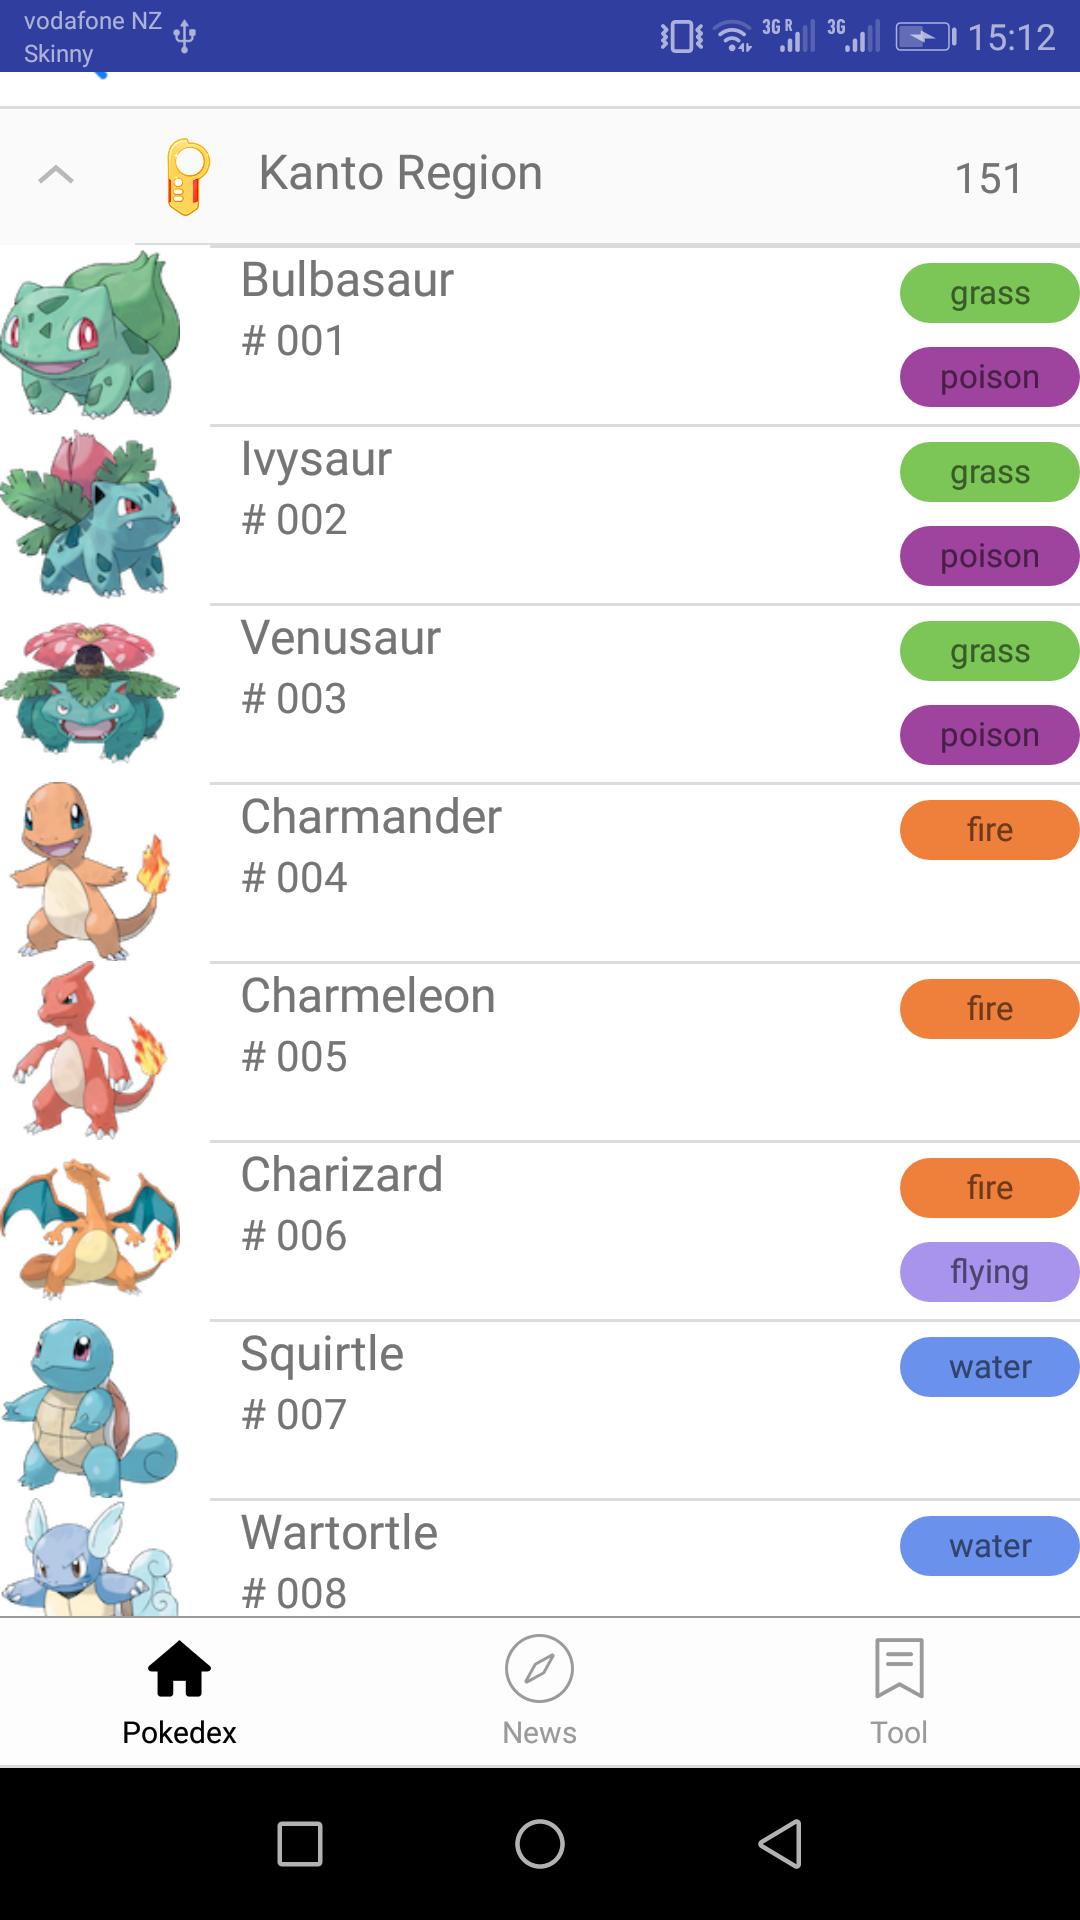 vodafone NZ
Skinny
3G R 3G 15:12
Kanto Region 151
Bulbasaur grass
# 001
poison
Ivysaur grass
# 002
poison
Venusaur grass
# 003
poison
Charmander fire
# 004
Charmeleon fire
# 005
Charizard fire
# 006
flying
Squirtle water
# 007
Wartortle water
# 008
Pokedex News Tool